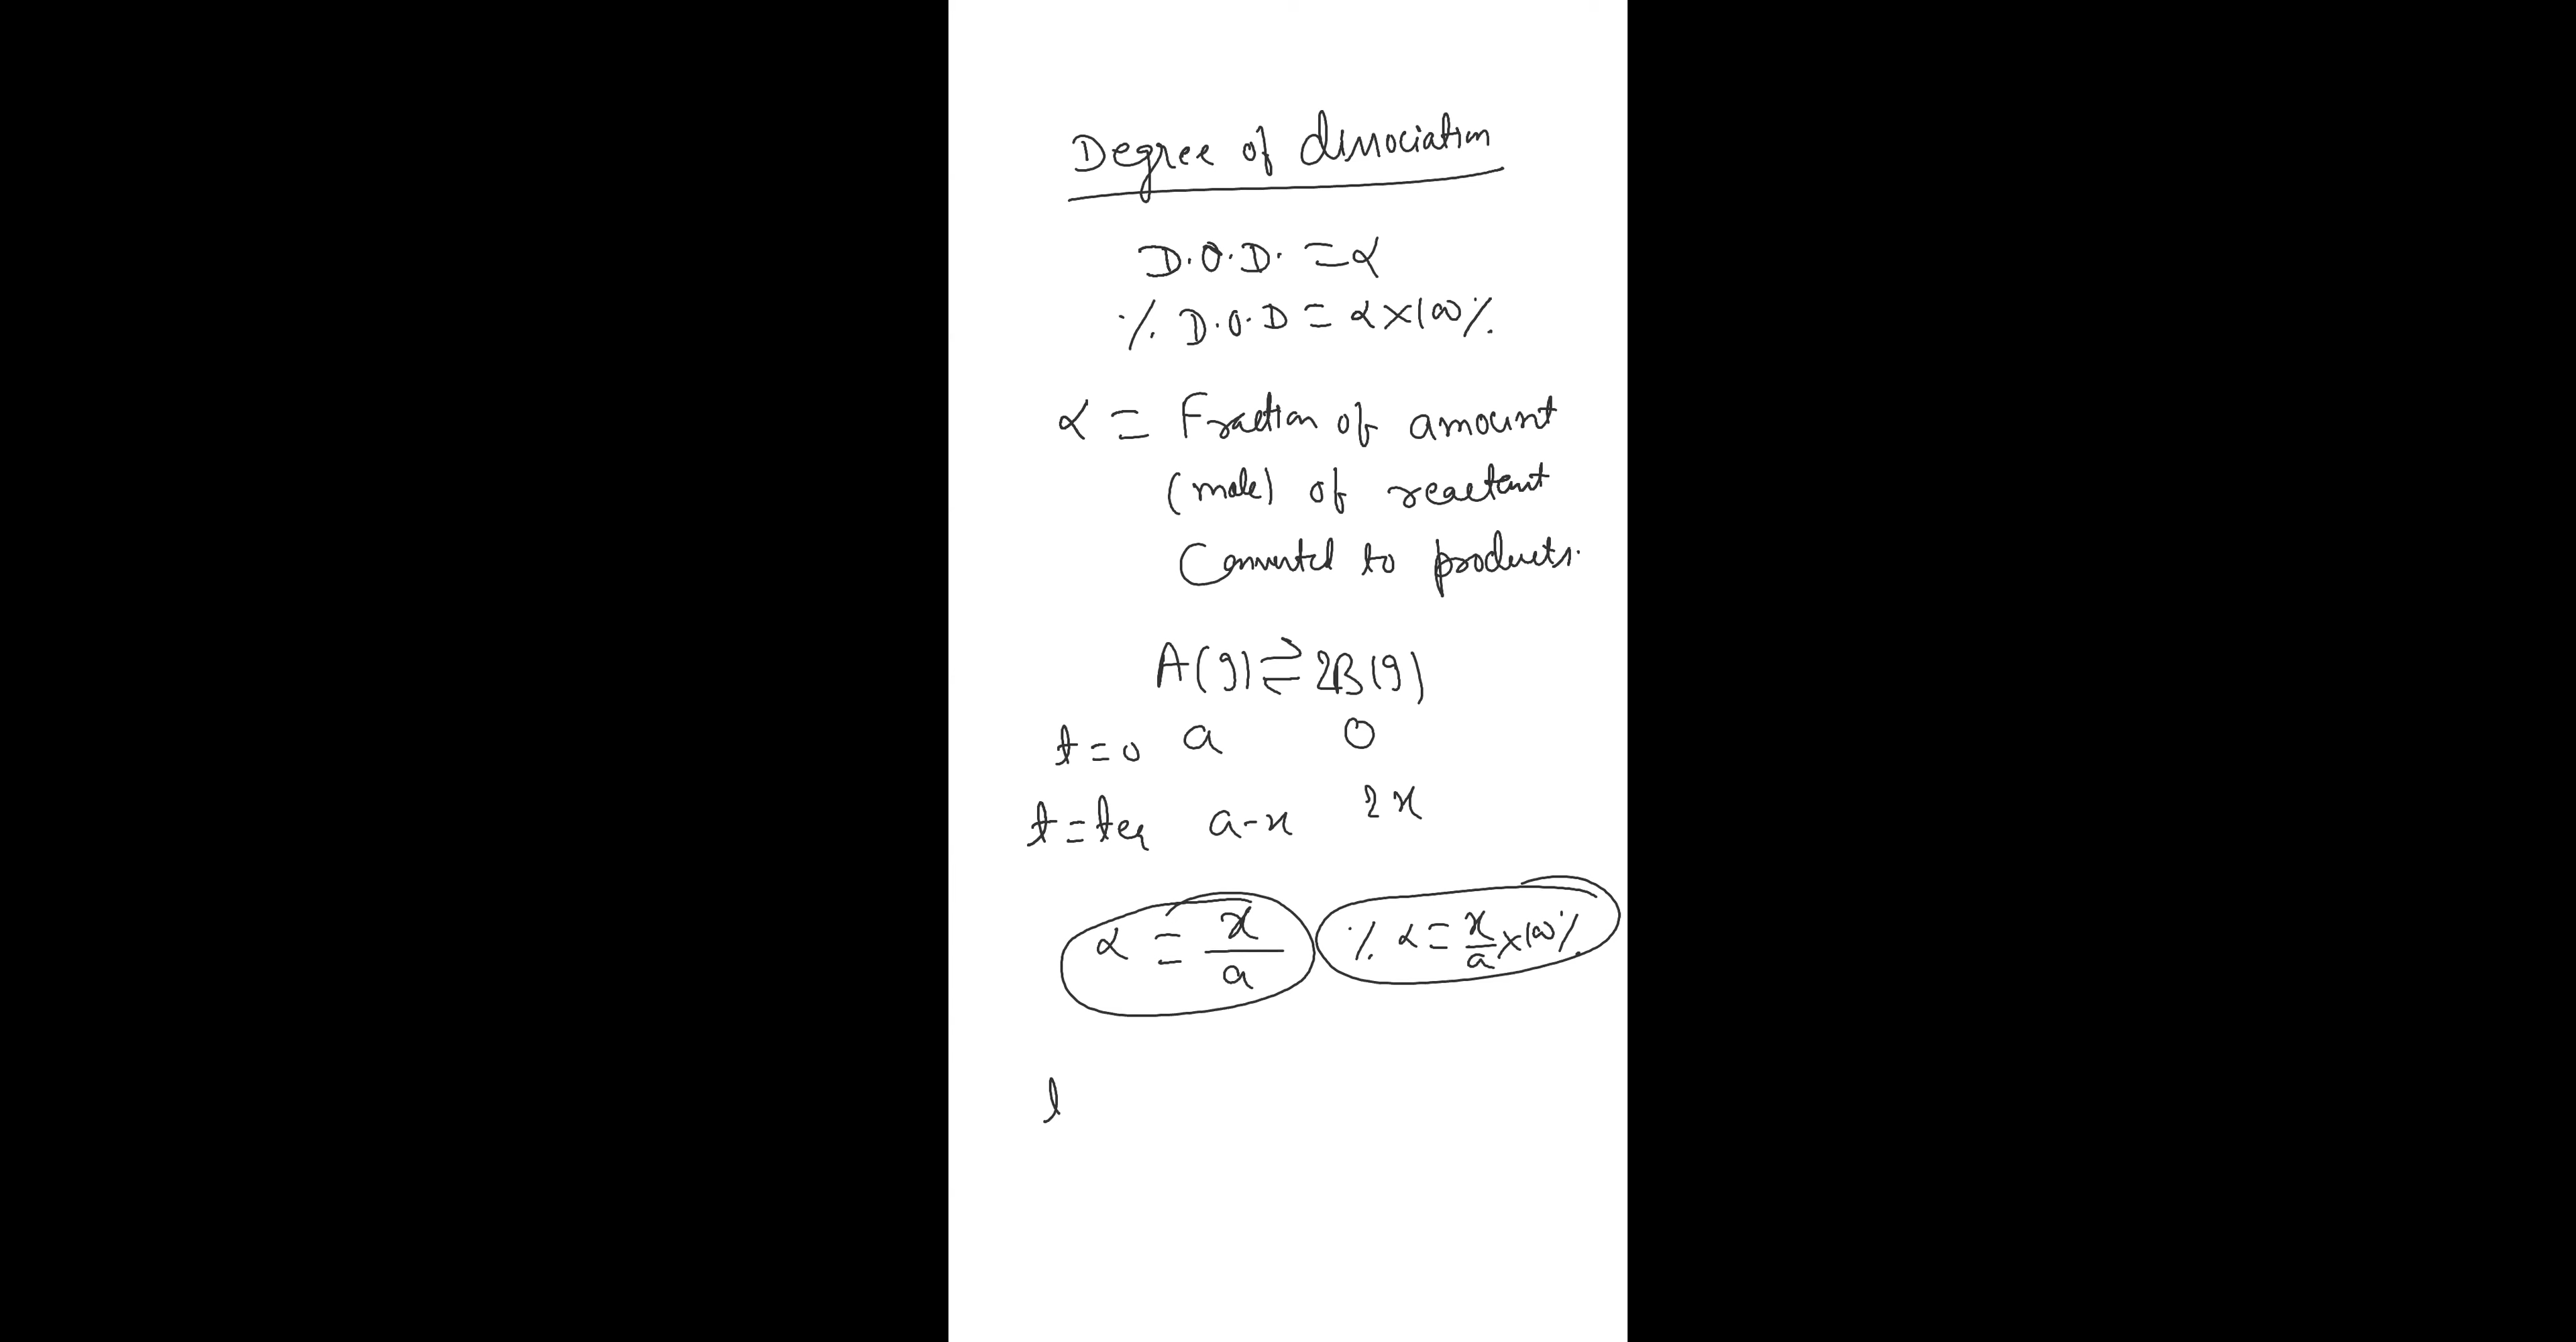 Degree of dissociation
D.O.D. = α
% D.O.D = α×100%
α = Fraction of amount
(mole) of reactant
Converted to products.
A(g) ⇌ 2B(g)
t=0 a 0
t=teq a-x 2x
α = x/a % α = x/a ×100%